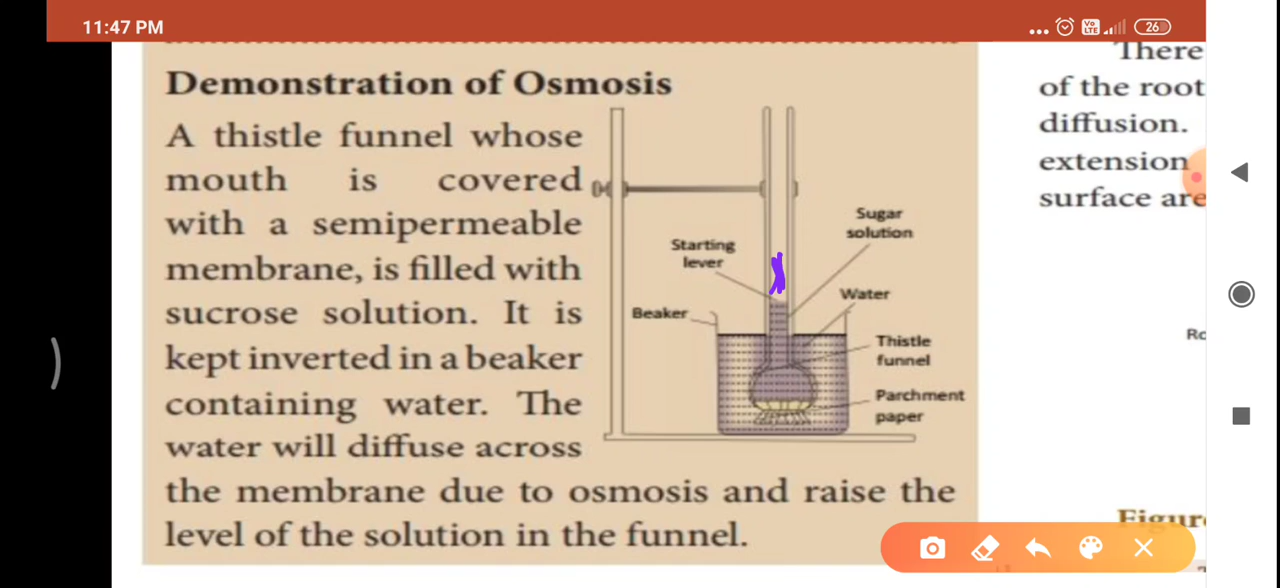 11:47 PM
26
Demonstration of Osmosis
A thistle funnel whose
mouth is covered
with a semipermeable
membrane, is filled with
sucrose solution. It is
kept inverted in a beaker
containing water. The
water will diffuse across
the membrane due to osmosis and raise the
level of the solution in the funnel.
Sugar
solution
Starting
lever
Water
Beaker
Thistle
funnel
Parchment
paper
There
of the root
diffusion.
extension
surface are
Ro
Figur